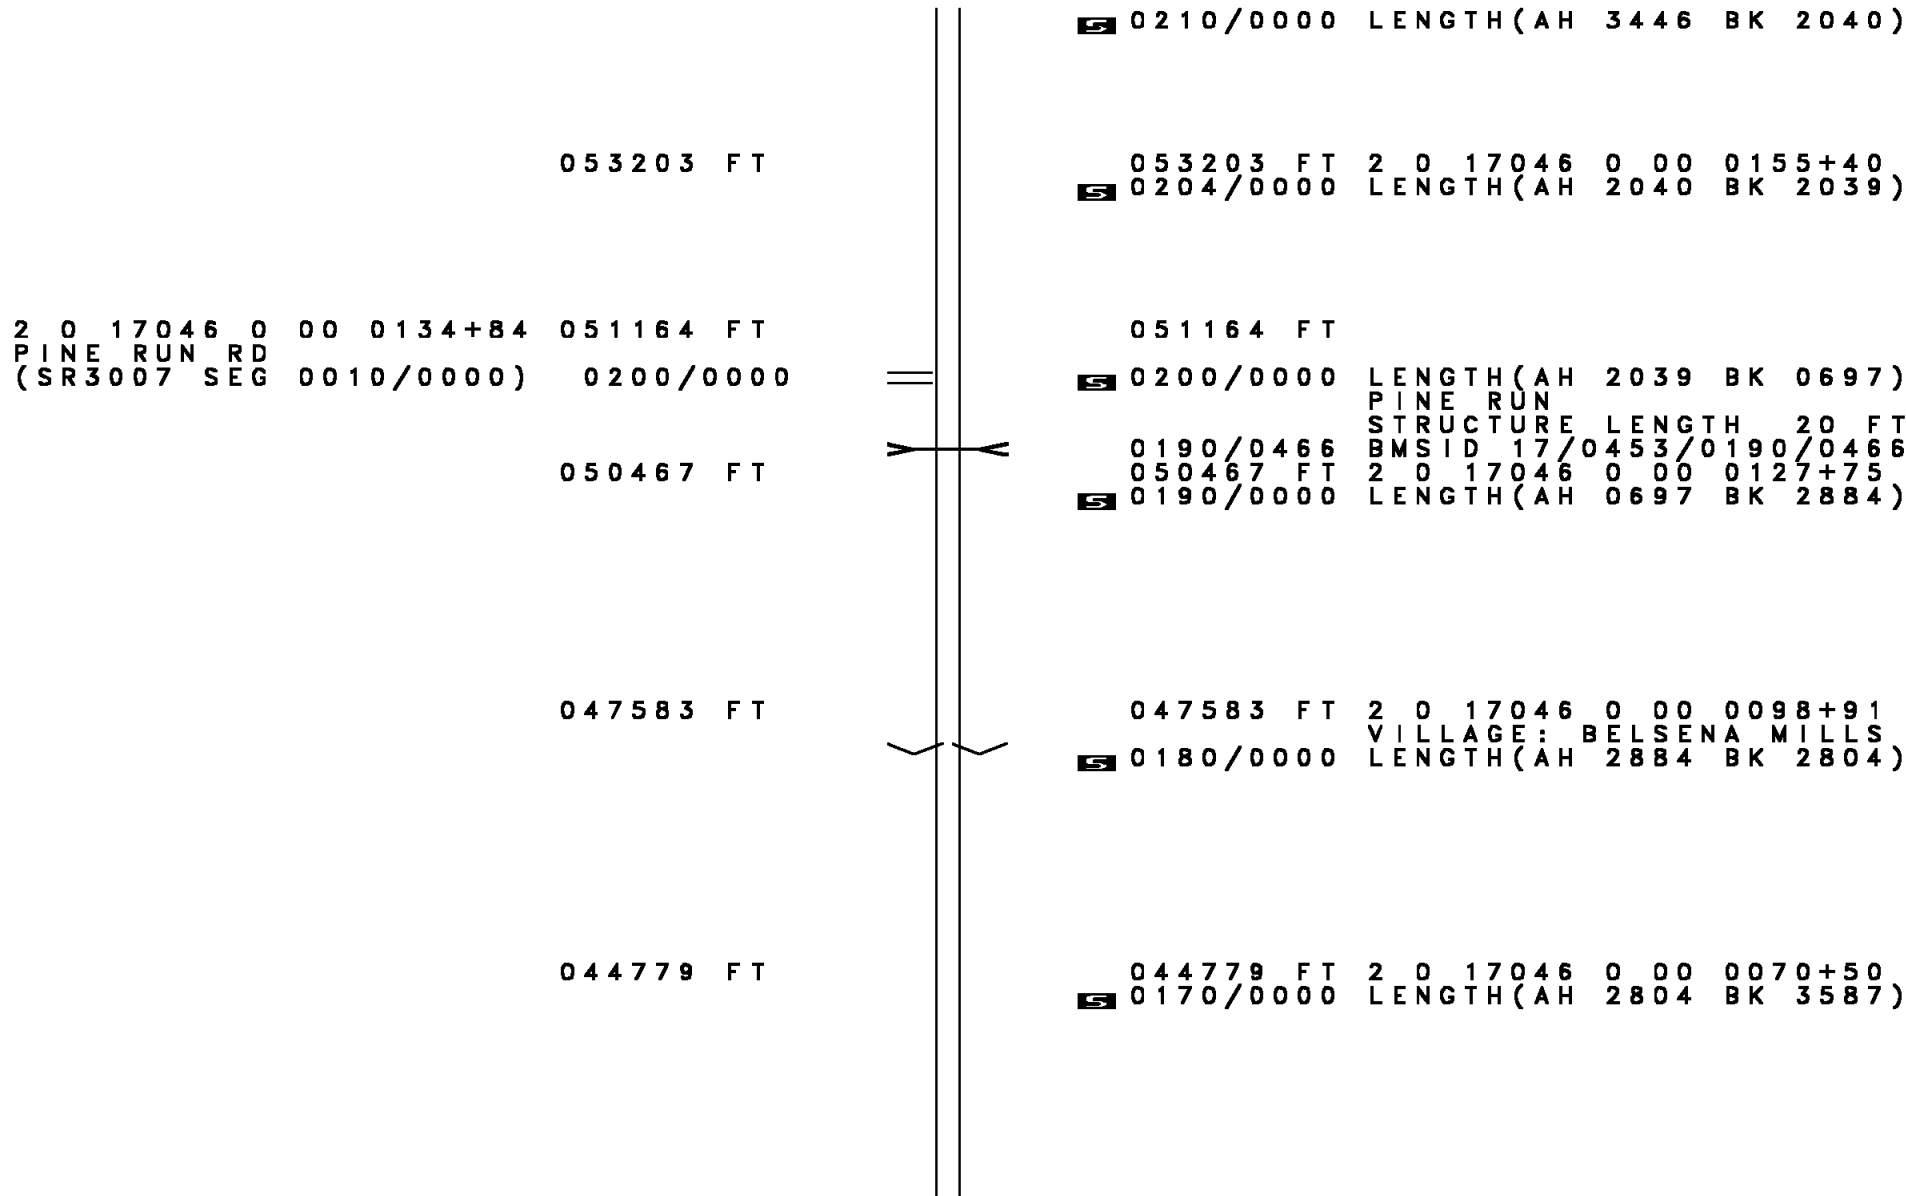 S 0210/0000 LENGTH(AH 3446 BK 2040)
053203 FT 053203 FT 2 0 17046 0 00 0155+40
S 0204/0000 LENGTH(AH 2040 BK 2039)
2 0 17046 0 00 0134+84 051164 FT 051164 FT
PINE RUN RD
(SR3007 SEG 0010/0000) 0200/0000 S 0200/0000 LENGTH(AH 2039 BK 0697)
PINE RUN
STRUCTURE LENGTH 20 FT
0190/0466 BMSID 17/0453/0190/0466
050467 FT 050467 FT 2 0 17046 0 00 0127+75
S 0190/0000 LENGTH(AH 0697 BK 2884)
047583 FT 047583 FT 2 0 17046 0 00 0098+91
VILLAGE: BELSENA MILLS
S 0180/0000 LENGTH(AH 2884 BK 2804)
044779 FT 044779 FT 2 0 17046 0 00 0070+50
S 0170/0000 LENGTH(AH 2804 BK 3587)